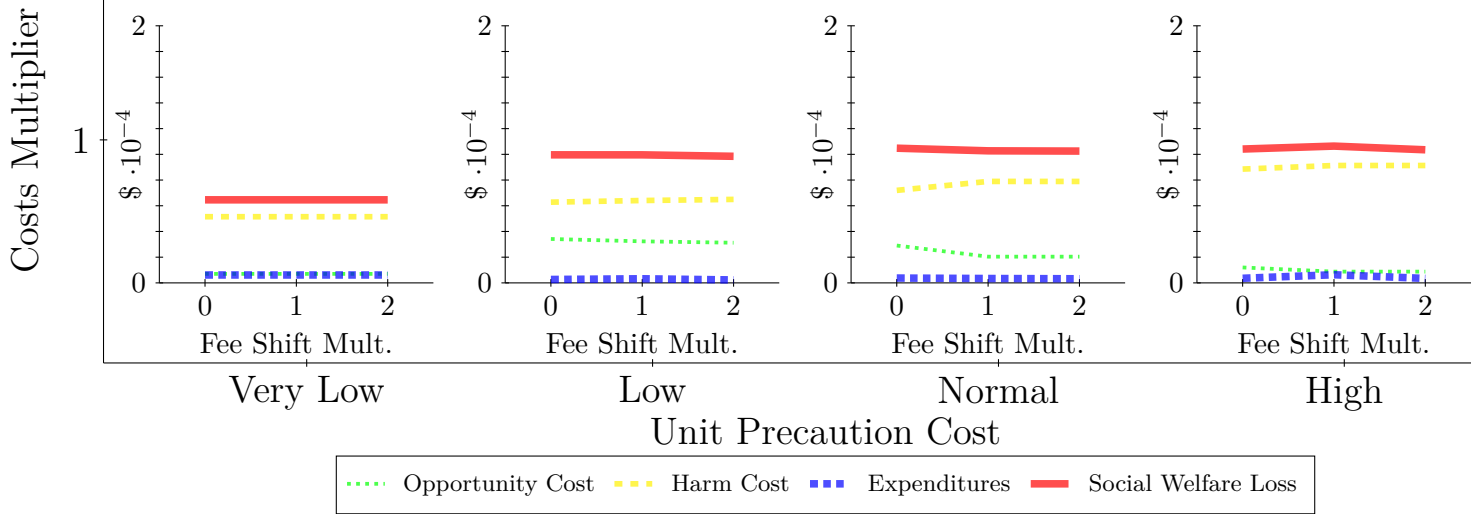 Costs Multiplier
1
2
0
$ ·10⁻⁴
0 1 2
Fee Shift Mult.
2
0
$ ·10⁻⁴
0 1 2
Fee Shift Mult.
2
0
$ ·10⁻⁴
0 1 2
Fee Shift Mult.
2
0
$ ·10⁻⁴
0 1 2
Fee Shift Mult.
Very Low Low Normal High
Unit Precaution Cost
Opportunity Cost Harm Cost Expenditures Social Welfare Loss